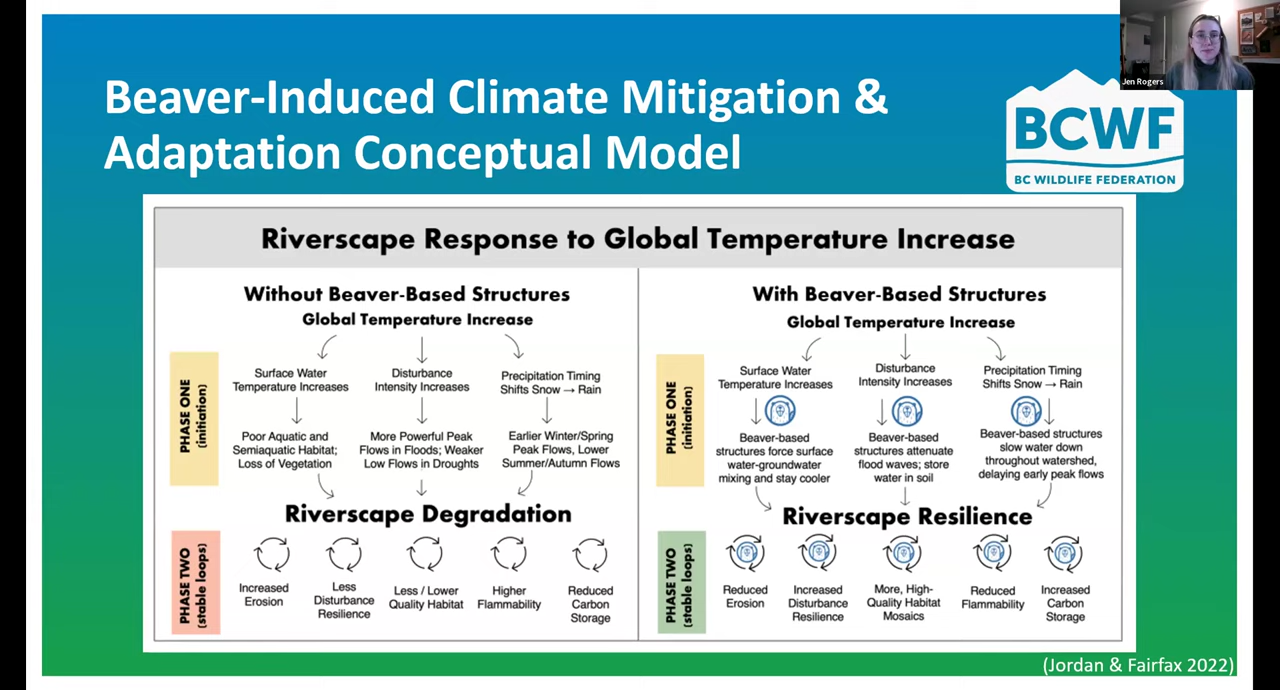 Jen Rogers
Beaver-Induced Climate Mitigation &
Adaptation Conceptual Model
BCWF
BC WILDLIFE FEDERATION
Riverscape Response to Global Temperature Increase
Without Beaver-Based Structures
Global Temperature Increase
PHASE ONE
(initiation)
Surface Water
Temperature Increases
Disturbance
Intensity Increases
Precipitation Timing
Shifts Snow → Rain
Poor Aquatic and
Semiaquatic Habitat;
Loss of Vegetation
More Powerful Peak
Flows in Floods; Weaker
Low Flows in Droughts
Earlier Winter/Spring
Peak Flows, Lower
Summer/Autumn Flows
Riverscape Degradation
PHASE TWO
(stable loops)
Increased
Erosion
Less
Disturbance
Resilience
Less / Lower
Quality Habitat
Higher
Flammability
Reduced
Carbon
Storage
With Beaver-Based Structures
Global Temperature Increase
PHASE ONE
(initiation)
Surface Water
Temperature Increases
Disturbance
Intensity Increases
Precipitation Timing
Shifts Snow → Rain
Beaver-based
structures force surface
water-groundwater
mixing and stay cooler
Beaver-based
structures attenuate
flood waves; store
water in soil
Beaver-based structures
slow water down
throughout watershed,
delaying early peak flows
Riverscape Resilience
PHASE TWO
(stable loops)
Reduced
Erosion
Increased
Disturbance
Resilience
More, High-
Quality Habitat
Mosaics
Reduced
Flammability
Increased
Carbon
Storage
(Jordan & Fairfax 2022)